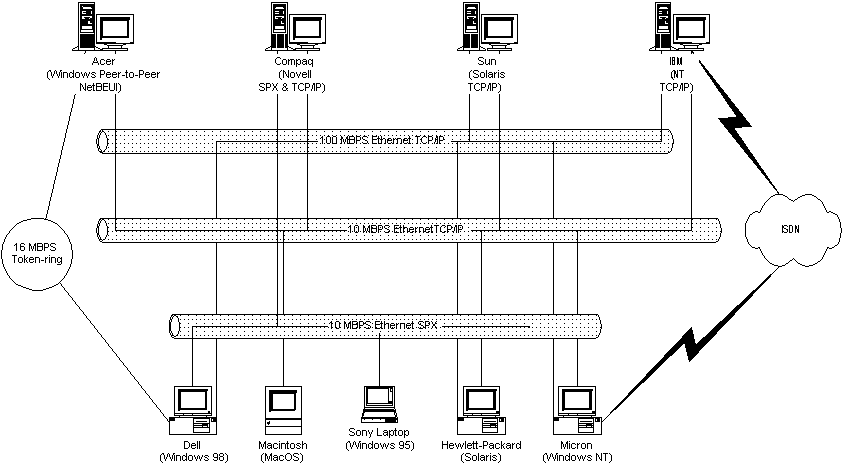 Acer
(Windows Peer-to-Peer
NetBEUI)
Compaq
(Novell
SPX & TCP/IP)
Sun
(Solaris
TCP/IP)
IBM
(NT
TCP/IP)
100 MBPS Ethernet TCP/IP
10 MBPS EthernetTCP/IP
ISDN
16 MBPS
Token-ring
10 MBPS Ethernet SPX
Dell
(Windows 98)
Macintosh
(MacOS)
Sony Laptop
(Windows 95)
Hewlett-Packard
(Solaris)
Micron
(Windows NT)